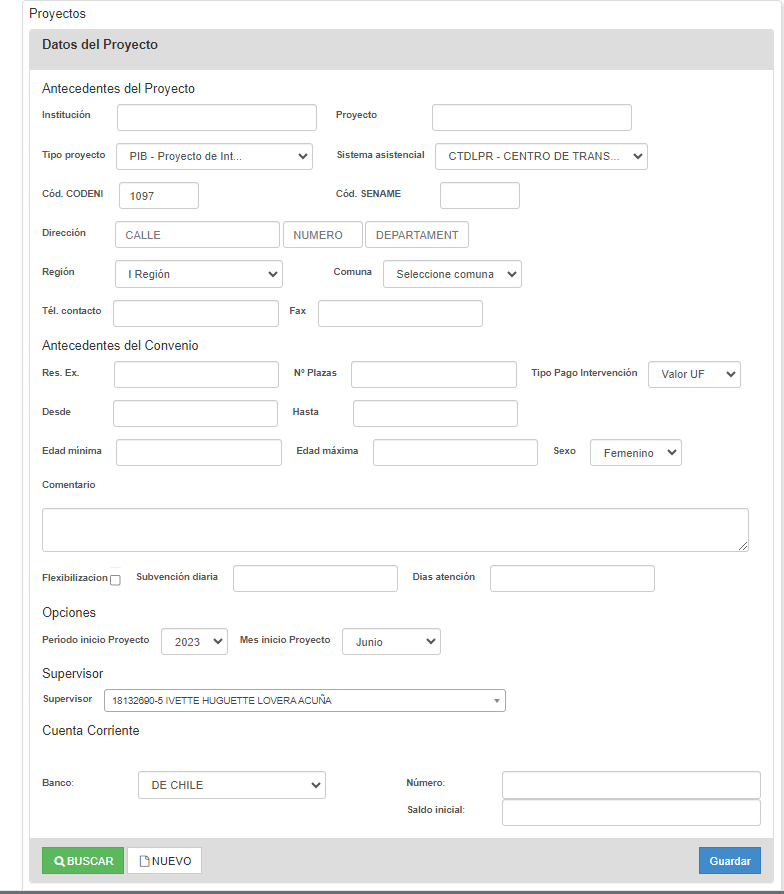 Proyectos
Datos del Proyecto
Antecedentes del Proyecto
Institución Proyecto
Tipo proyecto PIB - Proyecto de Int... Sistema asistencial CTDLPR - CENTRO DE TRANS...
Cód. CODENI 1097 Cód. SENAME
Dirección CALLE NUMERO DEPARTAMENT
Región I Región Comuna Seleccione comuna
Tél. contacto Fax
Antecedentes del Convenio
Res. Ex. Nº Plazas Tipo Pago Intervención Valor UF
Desde Hasta
Edad mínima Edad máxima Sexo Femenino
Comentario
Flexibilizacion Subvención diaria Dias atención
Opciones
Periodo inicio Proyecto 2023 Mes inicio Proyecto Junio
Supervisor
Supervisor 18132690-5 IVETTE HUGUETTE LOVERA ACUÑA
Cuenta Corriente
Banco: DE CHILE Número:
Saldo inicial:
BUSCAR NUEVO Guardar